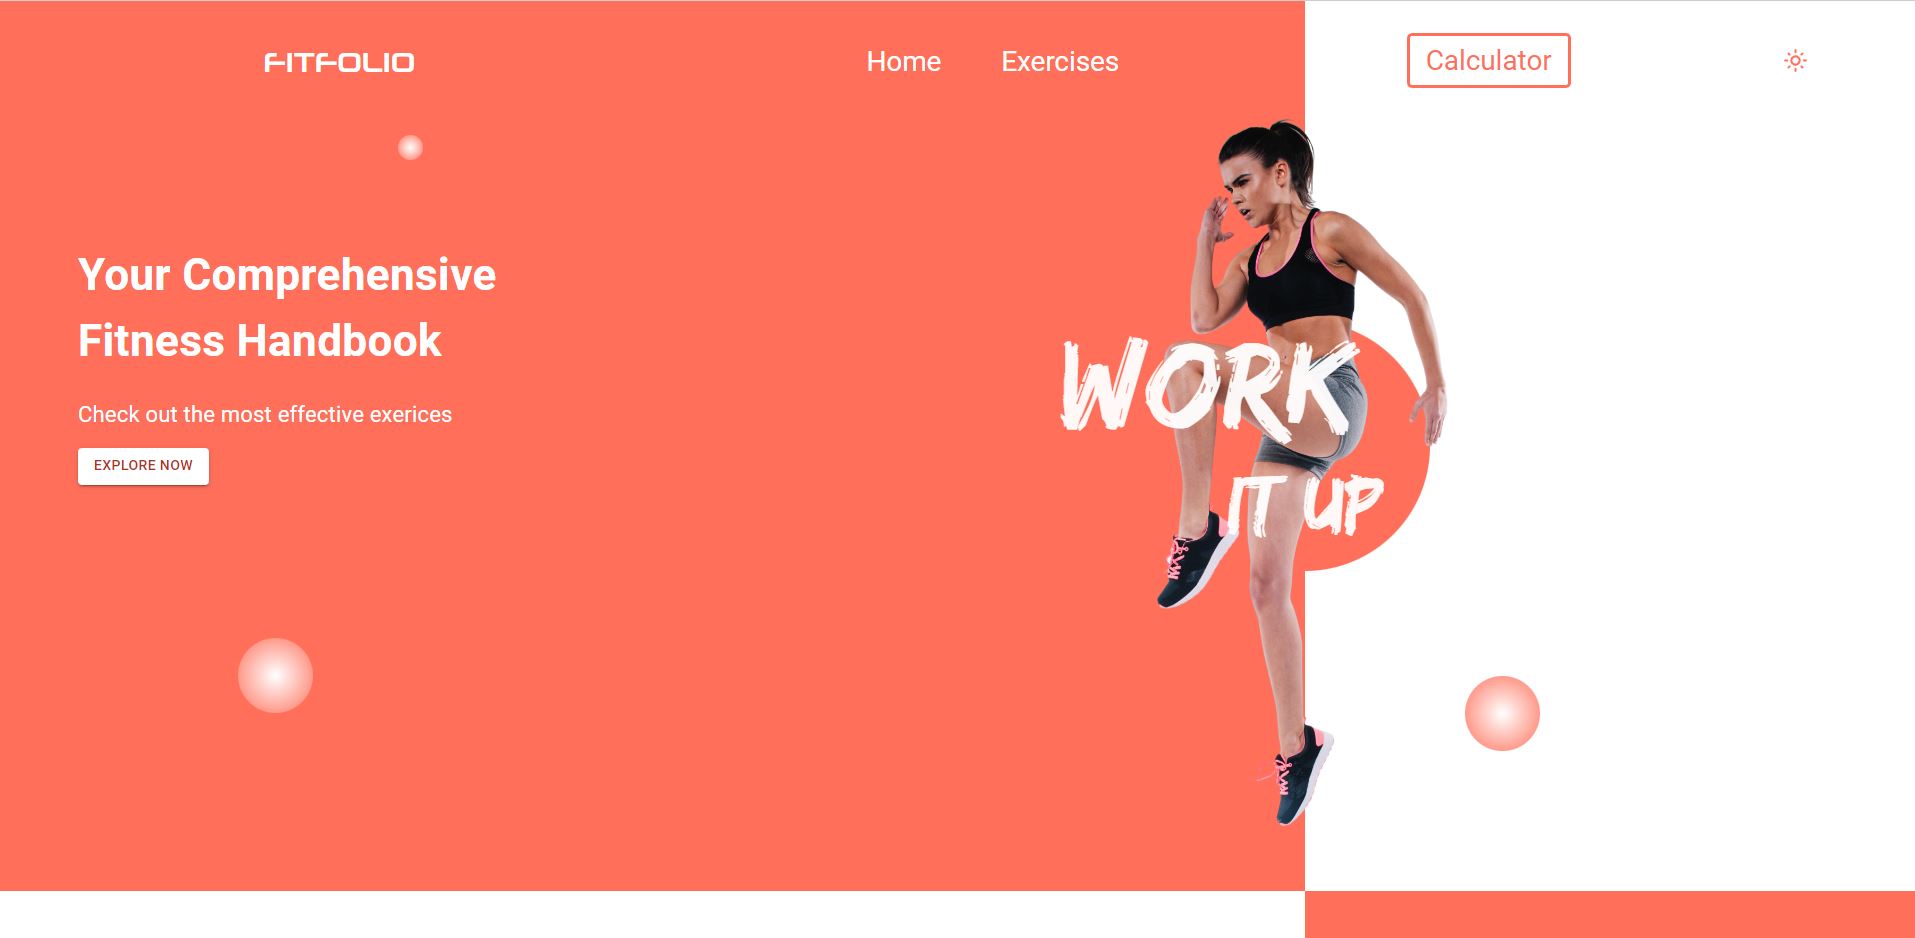 FITFOLIO
Home
Exercises
Calculator
Your Comprehensive
Fitness Handbook
Check out the most effective exerices
EXPLORE NOW
WORK
IT UP